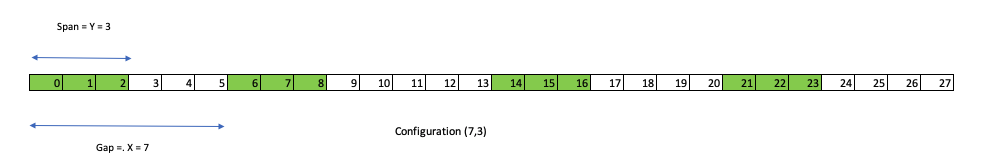 Span = Y = 3
0 1 2 3 4 5 6 7 8 9 10 11 12 13 14 15 16 17 18 19 20 21 22 23 24 25 26 27
Configuration (7,3)
Gap =. X = 7